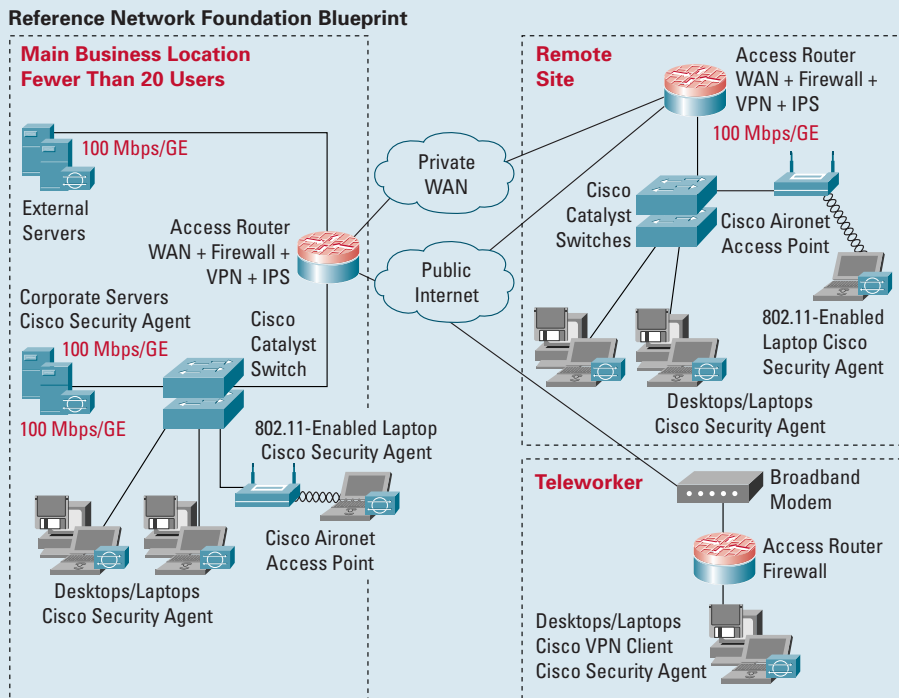 Reference Network Foundation Blueprint
Main Business Location
Fewer Than 20 Users
100 Mbps/GE
External
Servers
Access Router
WAN + Firewall +
VPN + IPS
Corporate Servers
Cisco Security Agent
100 Mbps/GE
100 Mbps/GE
Cisco
Catalyst
Switch
802.11-Enabled Laptop
Cisco Security Agent
Cisco Aironet
Access Point
Desktops/Laptops
Cisco Security Agent
Private
WAN
Public
Internet
Remote
Site
Access Router
WAN + Firewall +
VPN + IPS
100 Mbps/GE
Cisco
Catalyst
Switches
Cisco Aironet
Access Point
802.11-Enabled
Laptop Cisco
Security Agent
Desktops/Laptops
Cisco Security Agent
Teleworker
Broadband
Modem
Access Router
Firewall
Desktops/Laptops
Cisco VPN Client
Cisco Security Agent